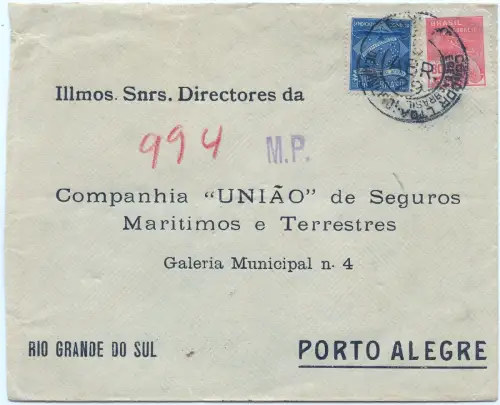 SYNDICATO
BRASIL
Illmos. Snrs. Directores da
994 M.P.
Companhia "UNIÃO" de Seguros
Maritimos e Terrestres
Galeria Municipal n. 4
RIO GRANDE DO SUL
PORTO ALEGRE